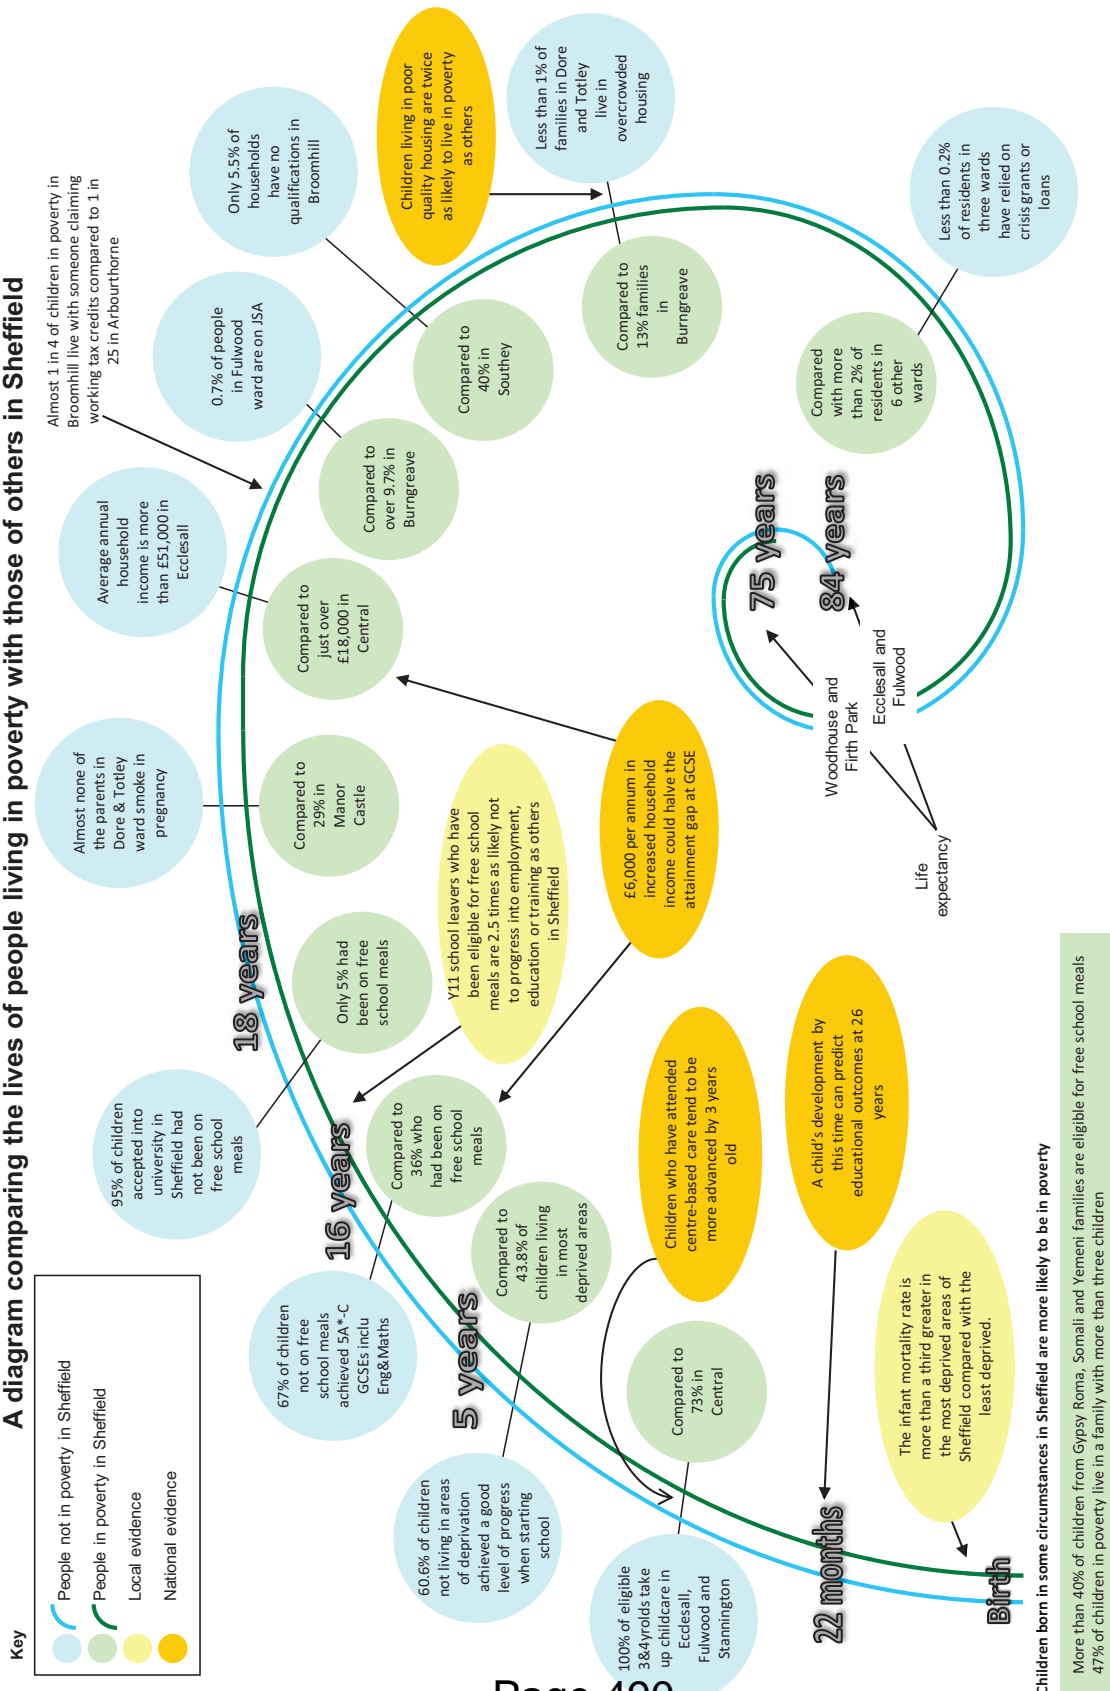 A diagram comparing the lives of people living in poverty with those of others in Sheffield
Key
People not in poverty in Sheffield
People in poverty in Sheffield
Local evidence
National evidence
Birth
The infant mortality rate is
more than a third greater in
the most deprived areas of
Sheffield compared with the
least deprived.
22 months
A child's development by
this time can predict
educational outcomes at 26
years
100% of eligible
3&4yrolds take
up childcare in
Ecclesall,
Fulwood and
Stannington
Compared to
73% in
Central
Children who have attended
centre-based care tend to be
more advanced by 3 years
old
60.6% of children
not living in areas
of deprivation
achieved a good
level of progress
when starting
school
Compared to
43.8% of
children living
in most
deprived areas
5 years
67% of children
not on free
school meals
achieved 5A*-C
GCSEs inclu
Eng&Maths
Compared to
36% who
had been on
free school
meals
16 years
Y11 school leavers who have
been eligible for free school
meals are 2.5 times as likely not
to progress into employment,
education or training as others
in Sheffield
£6,000 per annum in
increased household
income could halve the
attainment gap at GCSE
95% of children
accepted into
university in
Sheffield had
not been on
free school
meals
Only 5% had
been on free
school meals
18 years
Almost none of
the parents in
Dore & Totley
ward smoke in
pregnancy
Compared to
29% in
Manor
Castle
Average annual
household
income is more
than £51,000 in
Ecclesall
Compared to
just over
£18,000 in
Central
Almost 1 in 4 of children in poverty in
Broomhill live with someone claiming
working tax credits compared to 1 in
25 in Arbourthorne
0.7% of people
in Fulwood
ward are on JSA
Compared to
over 9.7% in
Burngreave
Only 5.5% of
households
have no
qualifications in
Broomhill
Compared to
40% in
Southey
Children living in poor
quality housing are twice
as likely to live in poverty
as others
Less than 1% of
families in Dore
and Totley
live in
overcrowded
housing
Compared to
13% families
in
Burngreave
Less than 0.2%
of residents in
three wards
have relied on
crisis grants or
loans
Compared
with more
than 2% of
residents in
6 other
wards
75 years
84 years
Woodhouse and
Firth Park
Ecclesall and
Fulwood
Life
expectancy
Children born in some circumstances in Sheffield are more likely to be in poverty
More than 40% of children from Gypsy Roma, Somali and Yemeni families are eligible for free school meals
47% of children in poverty live in a family with more than three children
Page 490